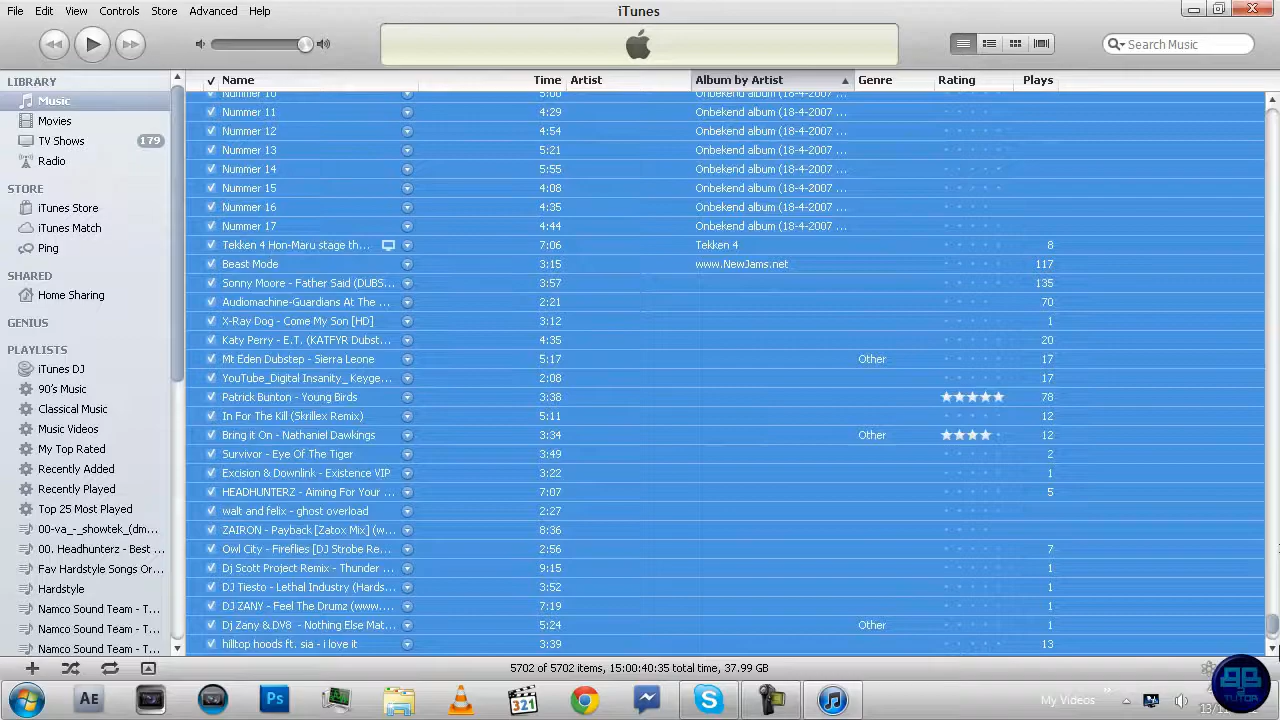 File Edit View Controls Store Advanced Help
iTunes
Search Music
LIBRARY
Music
Movies
TV Shows 179
Radio
STORE
iTunes Store
iTunes Match
Ping
SHARED
Home Sharing
GENIUS
PLAYLISTS
iTunes DJ
90's Music
Classical Music
Music Videos
My Top Rated
Recently Added
Recently Played
Top 25 Most Played
00-va_-_showtek_(dm...
00. Headhunterz - Best ...
Fav Hardstyle Songs Or...
Hardstyle
Namco Sound Team - T...
Namco Sound Team - T...
Namco Sound Team - T...
Name Time Artist Album by Artist Genre Rating Plays
Nummer 10 5:00 Onbekend album (18-4-2007 ...
Nummer 11 4:29 Onbekend album (18-4-2007 ...
Nummer 12 4:54 Onbekend album (18-4-2007 ...
Nummer 13 5:21 Onbekend album (18-4-2007 ...
Nummer 14 5:55 Onbekend album (18-4-2007 ...
Nummer 15 4:08 Onbekend album (18-4-2007 ...
Nummer 16 4:35 Onbekend album (18-4-2007 ...
Nummer 17 4:44 Onbekend album (18-4-2007 ...
Tekken 4 Hon-Maru stage th... 7:06 Tekken 4 8
Beast Mode 3:15 www.NewJams.net 117
Sonny Moore - Father Said (DUBS... 3:57 135
Audiomachine-Guardians At The ... 2:21 70
X-Ray Dog - Come My Son [HD] 3:12 1
Katy Perry - E.T. (KATFYR Dubst... 4:35 20
Mt Eden Dubstep - Sierra Leone 5:17 Other 17
YouTube_Digital Insanity_ Keyge... 2:08 17
Patrick Bunton - Young Birds 3:38 78
In For The Kill (Skrillex Remix) 5:11 12
Bring it On - Nathaniel Dawkings 3:34 Other 12
Survivor - Eye Of The Tiger 3:49 2
Excision & Downlink - Existence VIP 3:22 1
HEADHUNTERZ - Aiming For Your ... 7:07 5
walt and felix - ghost overload 2:27
ZAIRON - Payback [Zatox Mix] (w... 8:36
Owl City - Fireflies [DJ Strobe Re... 2:56 7
Dj Scott Project Remix - Thunder ... 9:15 1
DJ Tiesto - Lethal Industry (Hards... 3:52 1
DJ ZANY - Feel The Drumz (www.... 7:19 1
Dj Zany & DV8 - Nothing Else Mat... 5:24 Other 1
hilltop hoods ft. sia - i love it 3:39 13
5702 of 5702 items, 15:00:40:35 total time, 37.99 GB
Ae
Ps
321
My Videos
TUTOR